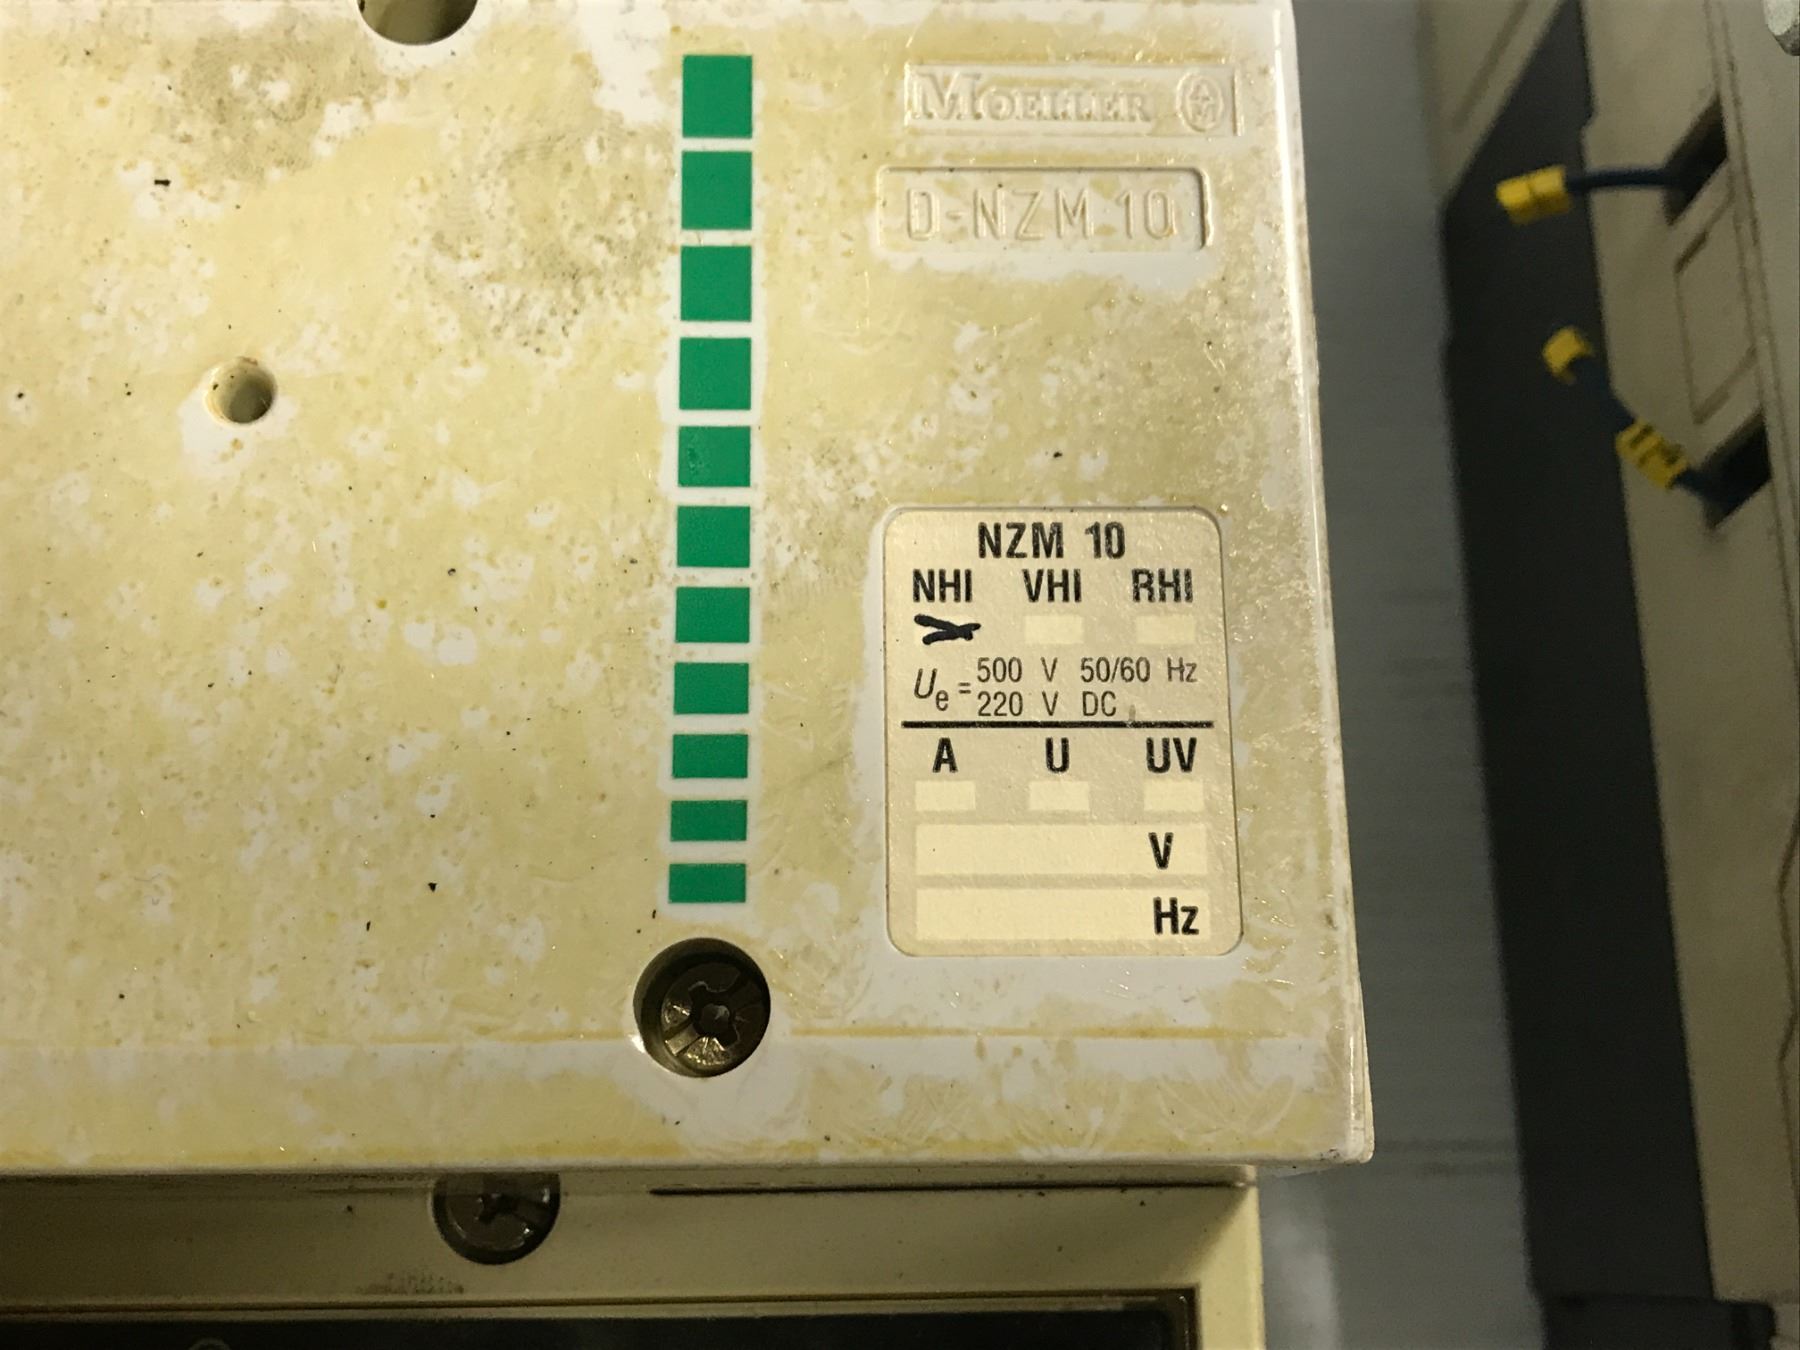 MOELLER
D-NZM 10
NZM 10
NHI VHI RHI
Ue = 500 V 50/60 Hz
220 V DC
A U UV
V
Hz